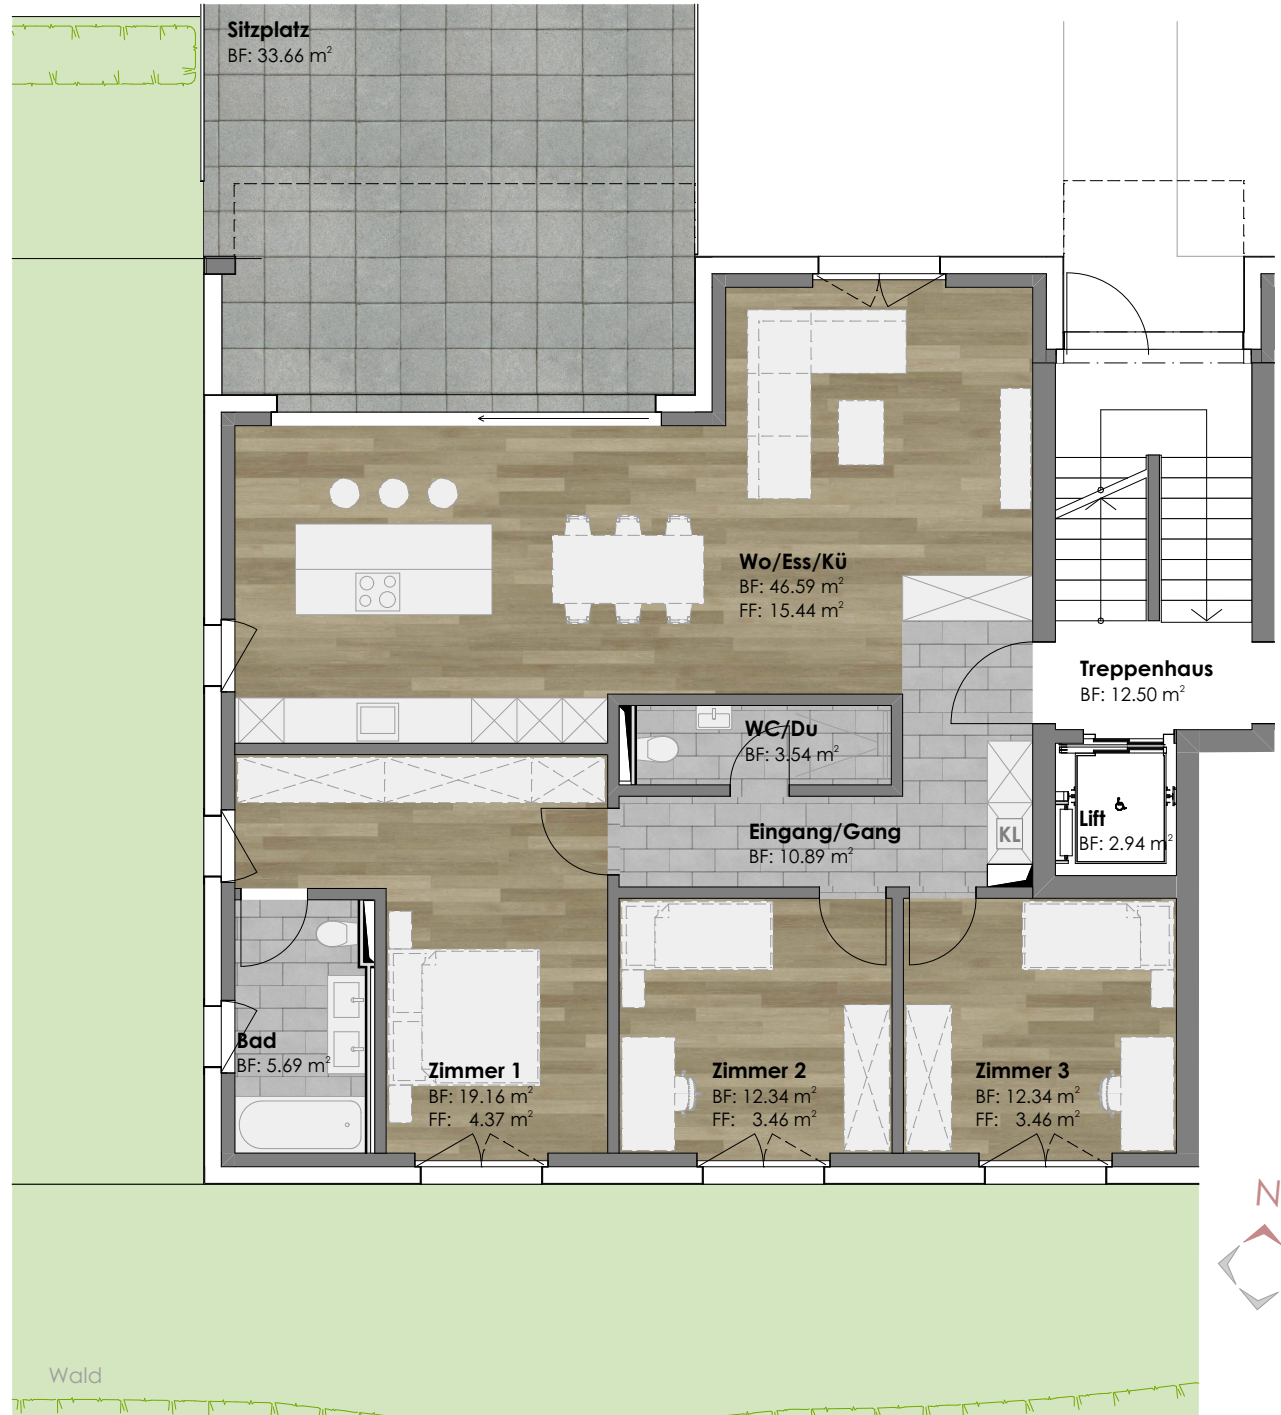 Sitzplatz
BF: 33.66 m²
Wo/Ess/Kü
BF: 46.59 m²
FF: 15.44 m²
Treppenhaus
BF: 12.50 m²
WC/Du
BF: 3.54 m²
Lift
BF: 2.94 m²
Eingang/Gang
BF: 10.89 m²
KL
Bad
BF: 5.69 m²
Zimmer 1
BF: 19.16 m²
FF: 4.37 m²
Zimmer 2
BF: 12.34 m²
FF: 3.46 m²
Zimmer 3
BF: 12.34 m²
FF: 3.46 m²
N
Wald